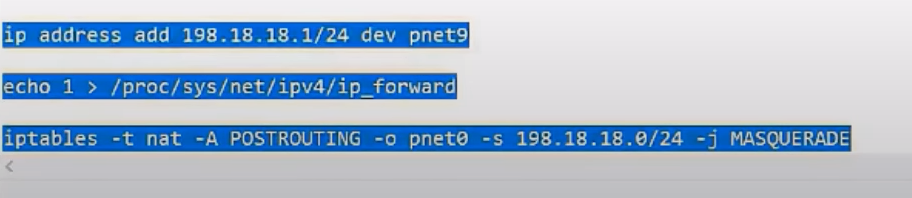 ip address add 198.18.18.1/24 dev pnet9
echo 1 > /proc/sys/net/ipv4/ip_forward
iptables -t nat -A POSTROUTING -o pnet0 -s 198.18.18.0/24 -j MASQUERADE